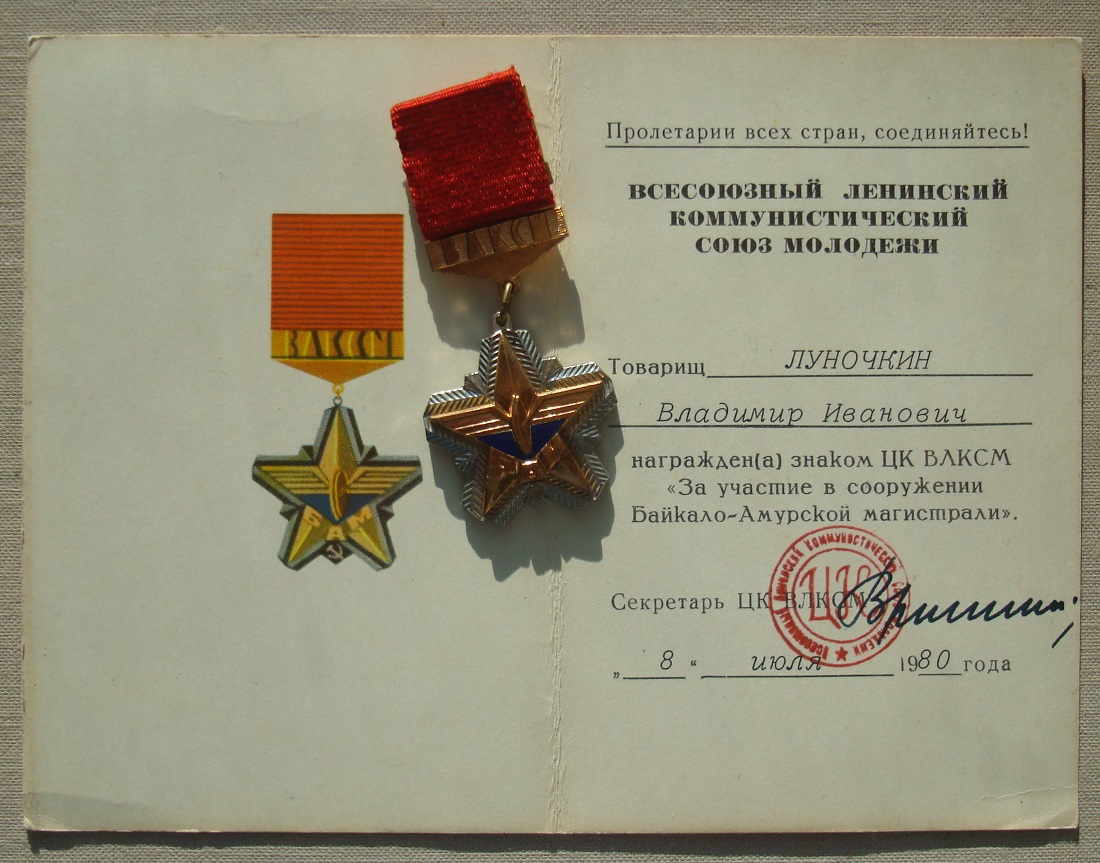 ВЛКСМ
БАМ
ВЛКСМ
Пролетарии всех стран, соединяйтесь!
ВСЕСОЮЗНЫЙ ЛЕНИНСКИЙ
КОММУНИСТИЧЕСКИЙ
СОЮЗ МОЛОДЕЖИ
Товарищ ЛУНОЧКИН
Владимир Иванович
награжден(а) знаком ЦК ВЛКСМ
«За участие в сооружении
Байкало-Амурской магистрали».
Секретарь ЦК ВЛКСМ
ЦК
„ 8 “ июля 1980 года